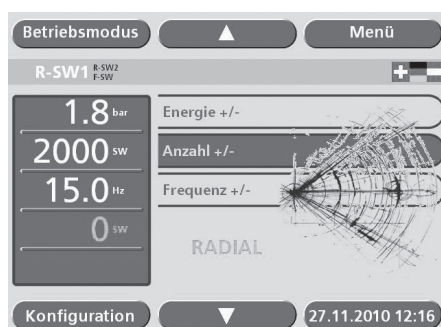 Betriebsmodus
Menü
R-SW1 R-SW2
F-SW
1.8 bar
Energie +/-
2000 SW
Anzahl +/-
15.0 Hz
Frequenz +/-
0 SW
RADIAL
Konfiguration
27.11.2010 12:16